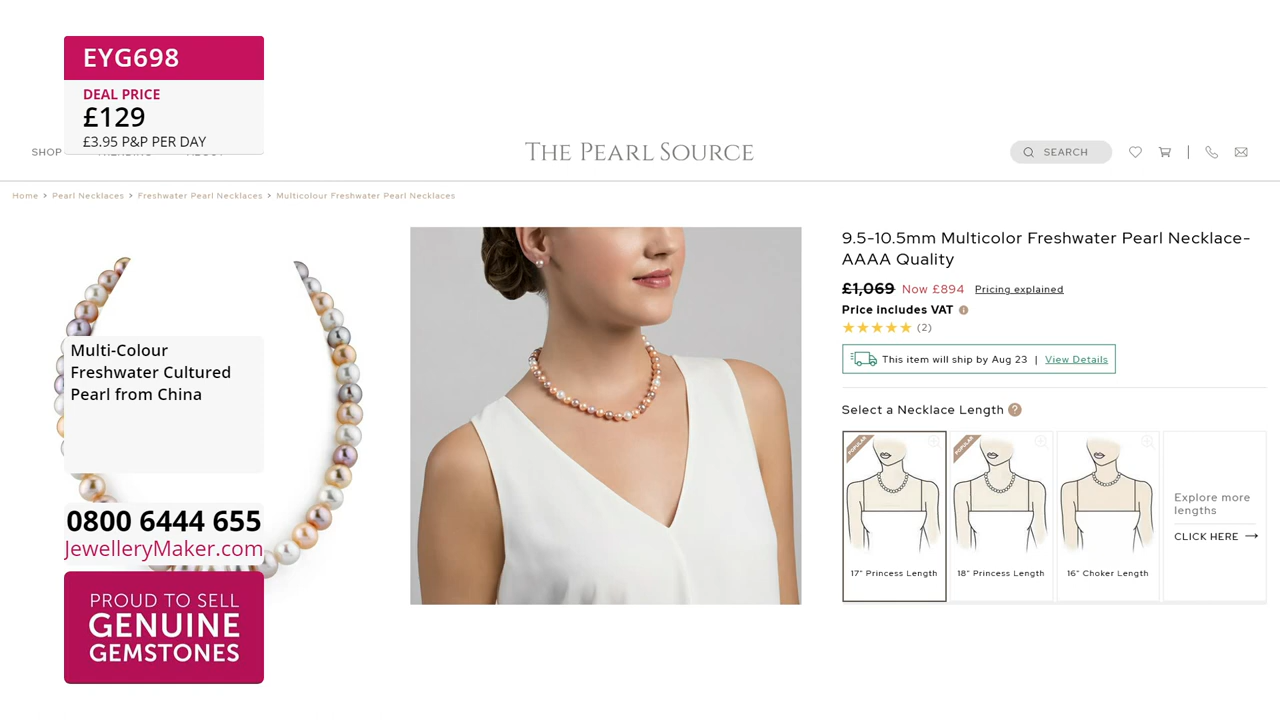 EYG698
DEAL PRICE
£129
£3.95 P&P PER DAY
SHOP
THE PEARL SOURCE
SEARCH
Home > Pearl Necklaces > Freshwater Pearl Necklaces > Multicolour Freshwater Pearl Necklaces
9.5-10.5mm Multicolor Freshwater Pearl Necklace-
AAAA Quality
£1,069 Now £894 Pricing explained
Price Includes VAT
(2)
This item will ship by Aug 23 | View Details
Select a Necklace Length ?
POPULAR
POPULAR
17" Princess Length
18" Princess Length
16" Choker Length
Explore more
lengths
CLICK HERE
Multi-Colour
Freshwater Cultured
Pearl from China
0800 6444 655
JewelleryMaker.com
PROUD TO SELL
GENUINE
GEMSTONES